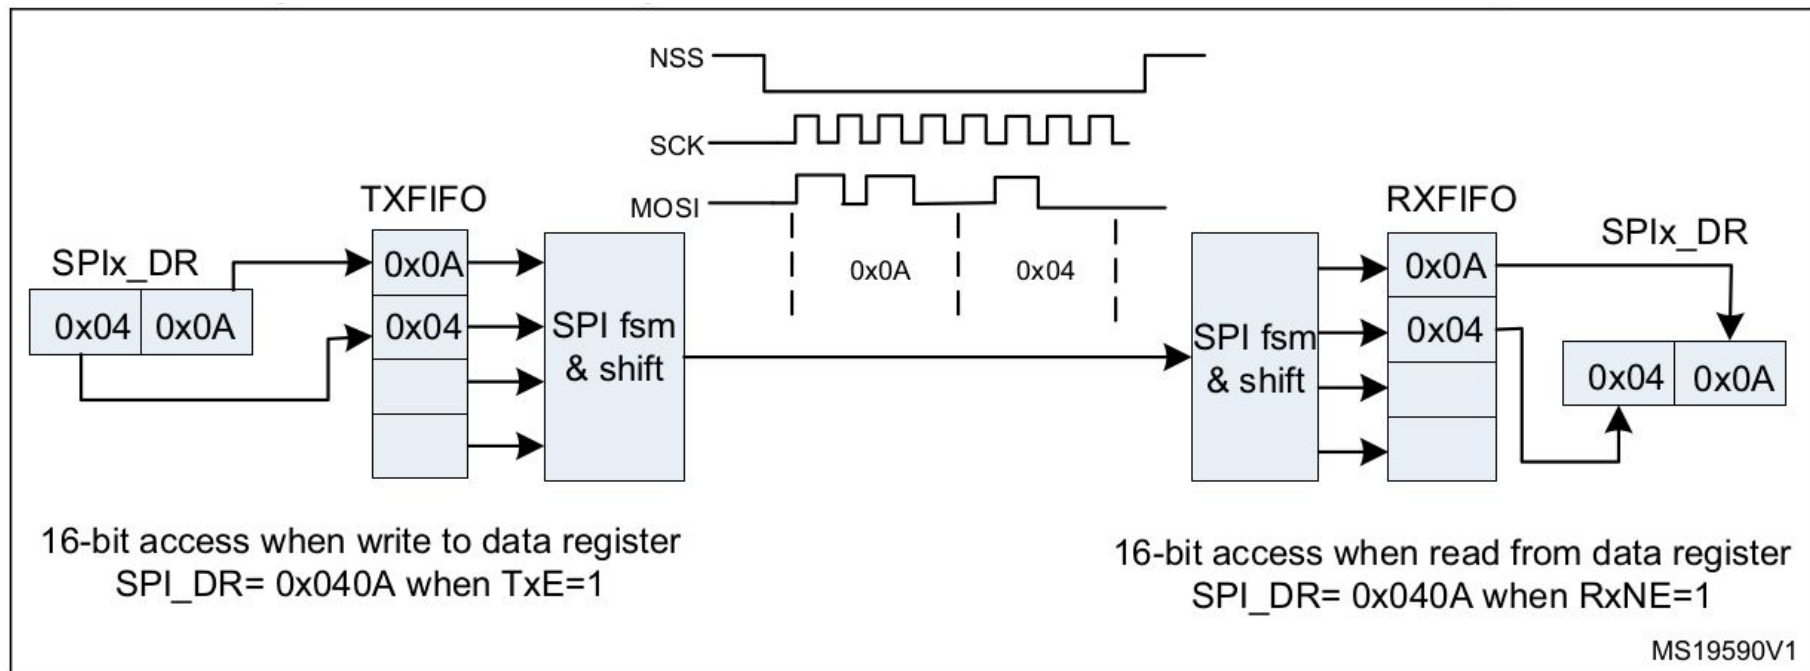 NSS
SCK
MOSI
TXFIFO
RXFIFO
SPIx_DR
SPIx_DR
0x04 0x0A
0x0A
0x04
SPI fsm
& shift
0x0A 0x04
SPI fsm
& shift
0x0A
0x04
0x04 0x0A
16-bit access when write to data register
SPI_DR= 0x040A when TxE=1
16-bit access when read from data register
SPI_DR= 0x040A when RxNE=1
MS19590V1